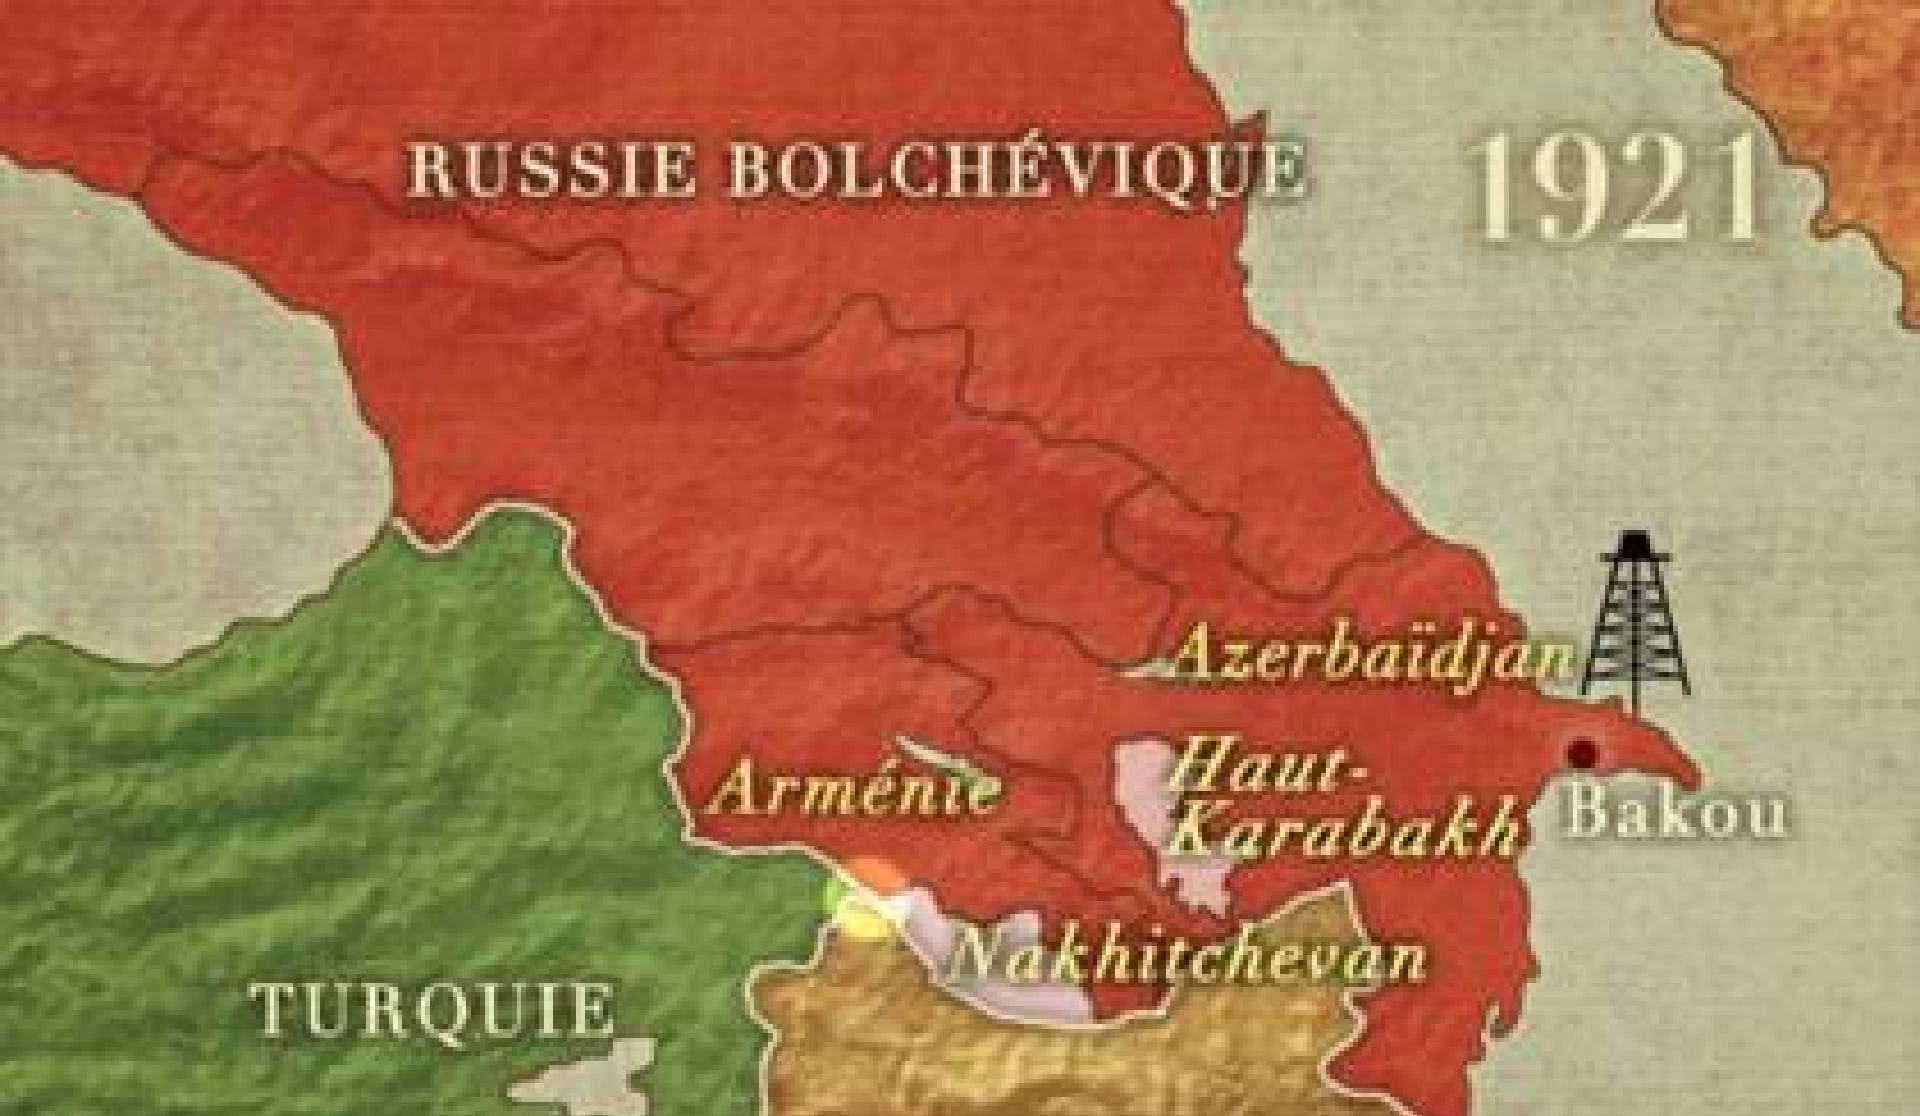 RUSSIE BOLCHÉVIQUE
1921
Azerbaïdjan
Haut-
Karabakh
Arménie
Bakou
Nakhitchevan
TURQUIE